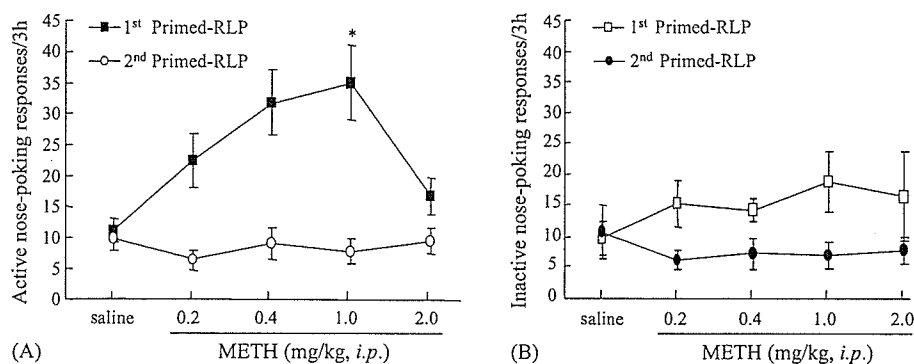 Active nose-poking responses/3h
45
40
35
30
25
20
15
10
5
0
1st Primed-RLP
2nd Primed-RLP
*
saline
0.2
0.4
1.0
2.0
METH (mg/kg, i.p.)
(A)
Inactive nose-poking responses/3h
45
40
35
30
25
20
15
10
5
0
1st Primed-RLP
2nd Primed-RLP
saline
0.2
0.4
1.0
2.0
METH (mg/kg, i.p.)
(B)